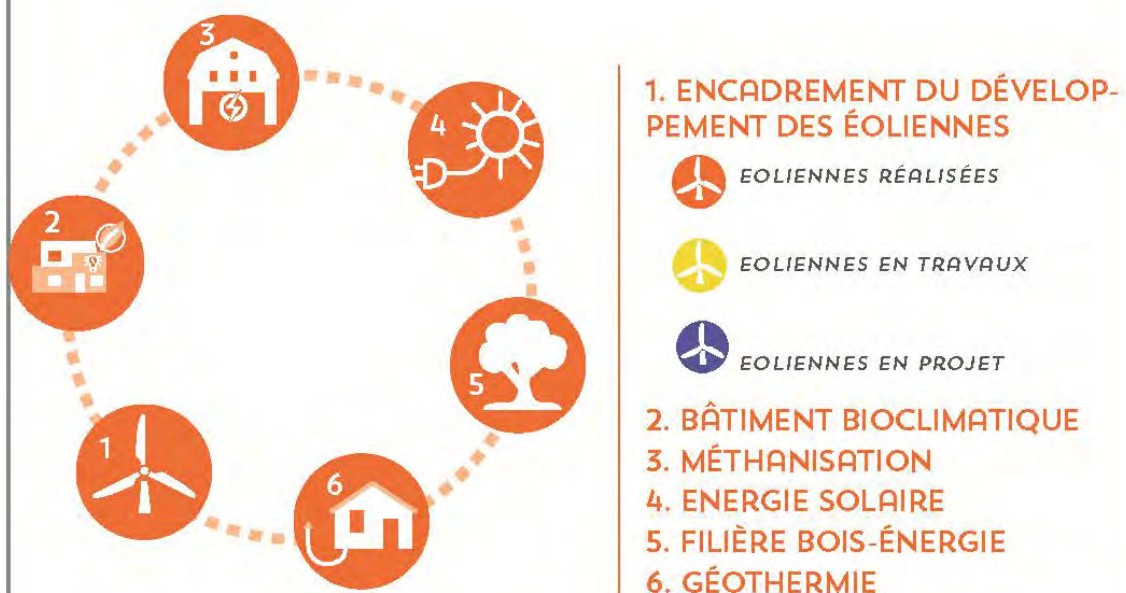 3
4
2
5
1
6
1. ENCADREMENT DU DÉVELOP-
PEMENT DES ÉOLIENNES
EOLIENNES RÉALISÉES
EOLIENNES EN TRAVAUX
EOLIENNES EN PROJET
2. BÂTIMENT BIOCLIMATIQUE
3. MÉTHANISATION
4. ENERGIE SOLAIRE
5. FILIÈRE BOIS-ÉNERGIE
6. GÉOTHERMIE